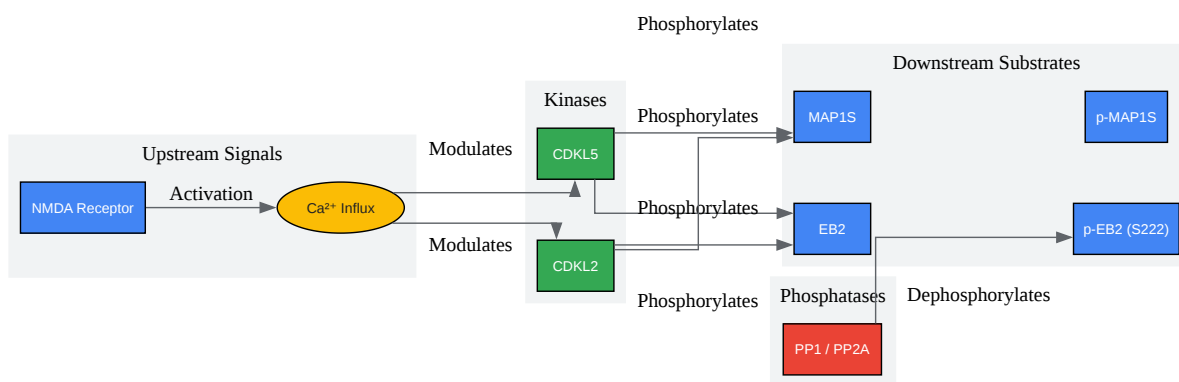 Phosphorylates
Downstream Substrates
Kinases
MAP1S
p-MAP1S
Phosphorylates
Upstream Signals
Modulates
CDKL5
NMDA Receptor
Activation
Ca²⁺ Influx
Phosphorylates
EB2
p-EB2 (S222)
Modulates
CDKL2
Phosphorylates
Phosphatases
Dephosphorylates
PP1 / PP2A